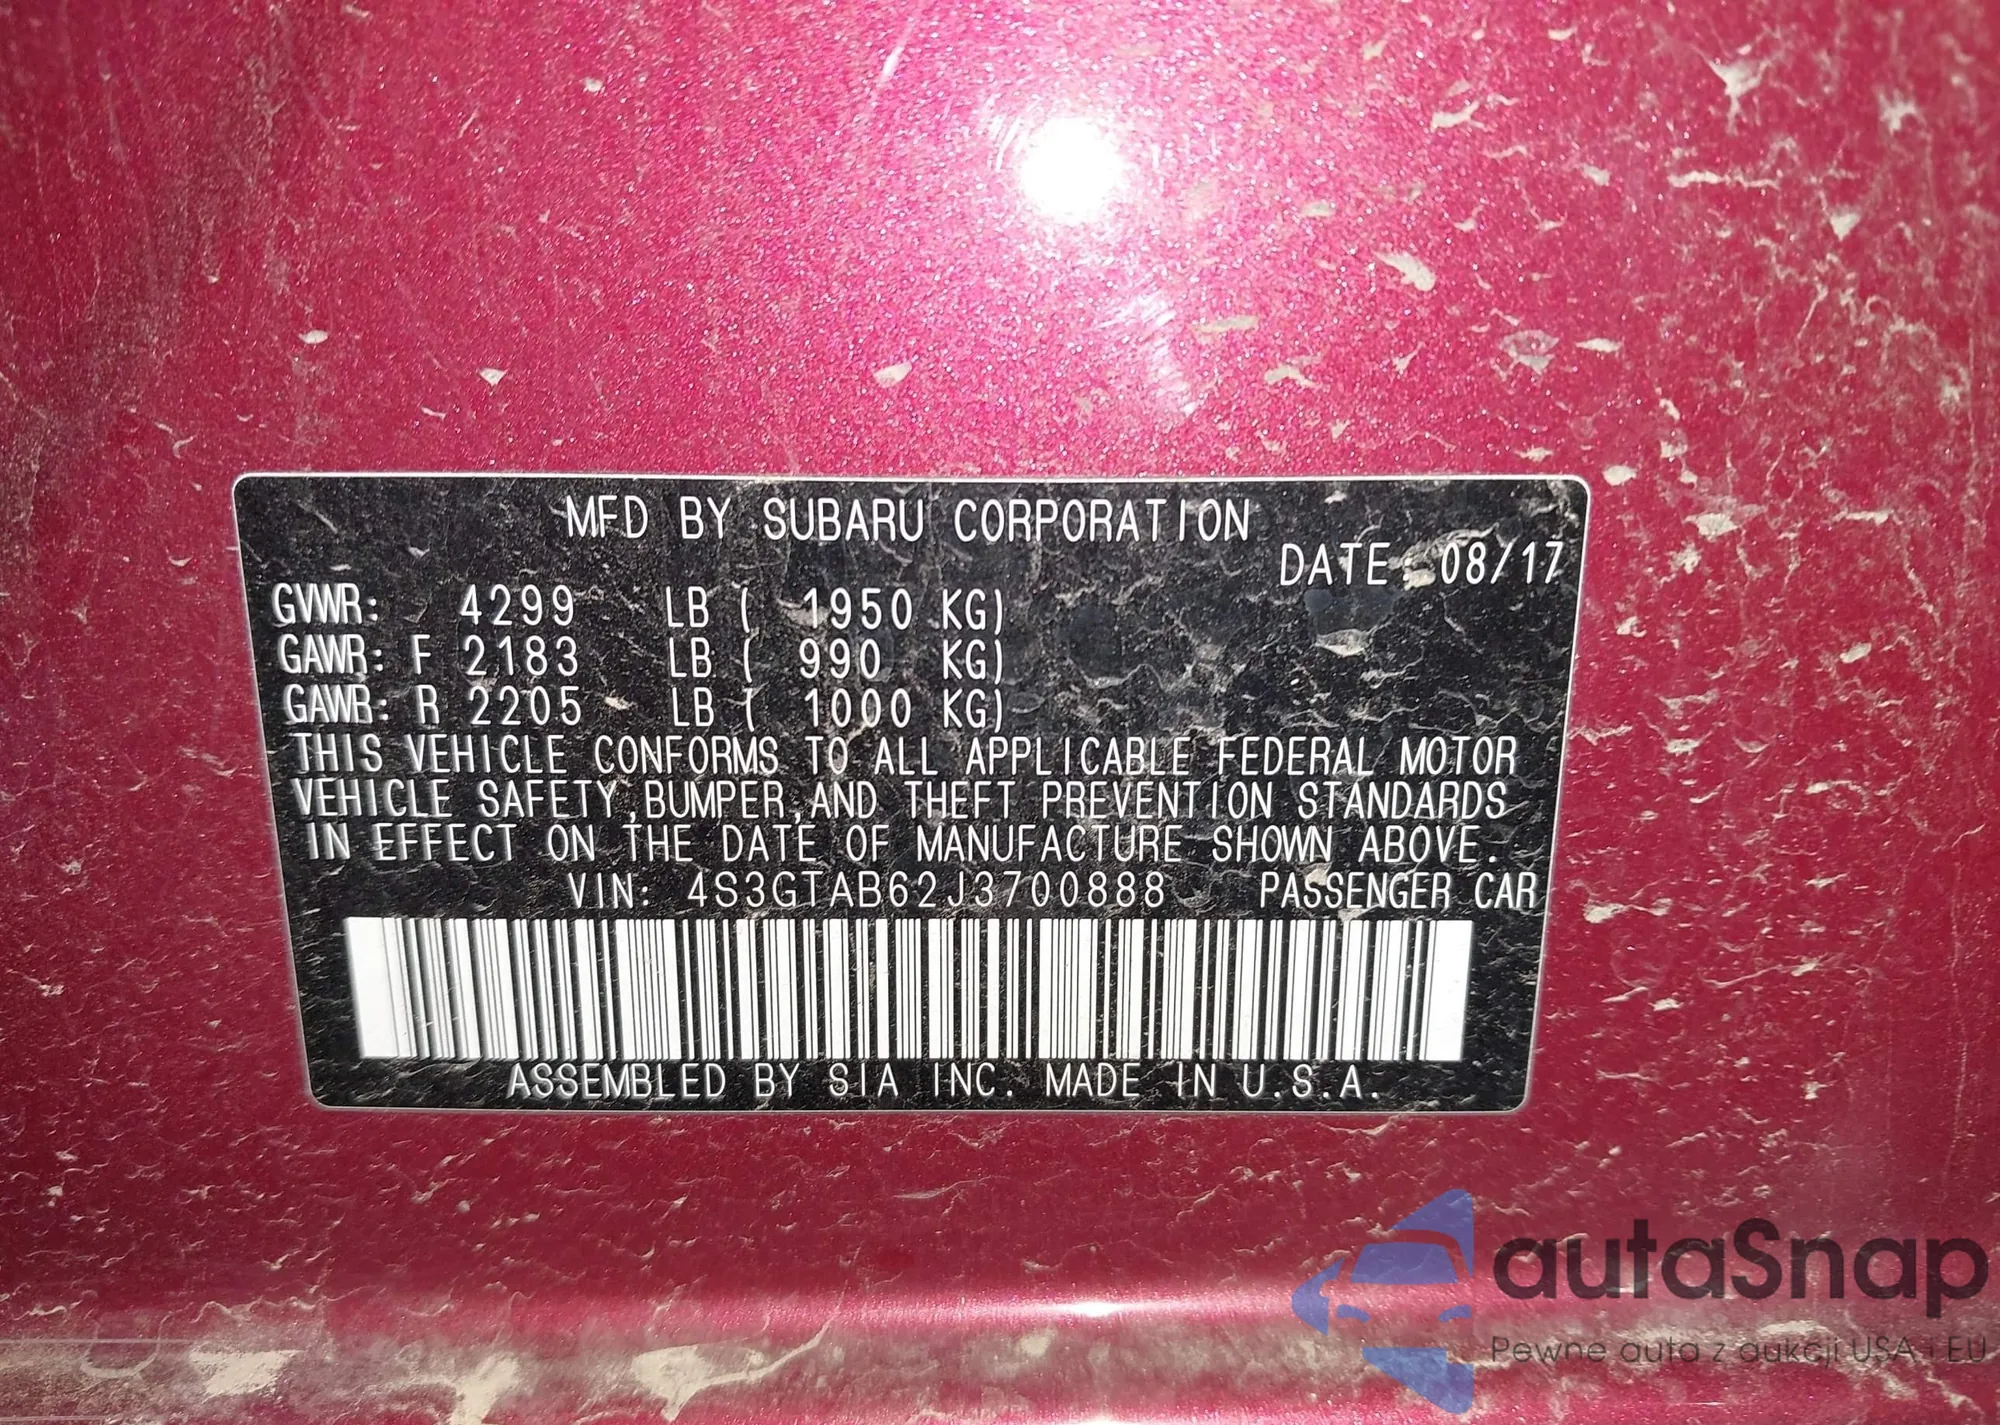 MFD BY SUBARU CORPORATION
DATE: 08/17
GVWR: 4299 LB ( 1950 KG)
GAWR: F 2183 LB ( 990 KG)
GAWR: R 2205 LB ( 1000 KG)
THIS VEHICLE CONFORMS TO ALL APPLICABLE FEDERAL MOTOR
VEHICLE SAFETY,BUMPER,AND THEFT PREVENTION STANDARDS
IN EFFECT ON THE DATE OF MANUFACTURE SHOWN ABOVE.
VIN: 4S3GTAB62J3700888 PASSENGER CAR
ASSEMBLED BY SIA INC. MADE IN U.S.A.
autaSnap
Pewne auta z aukcji USA i EU